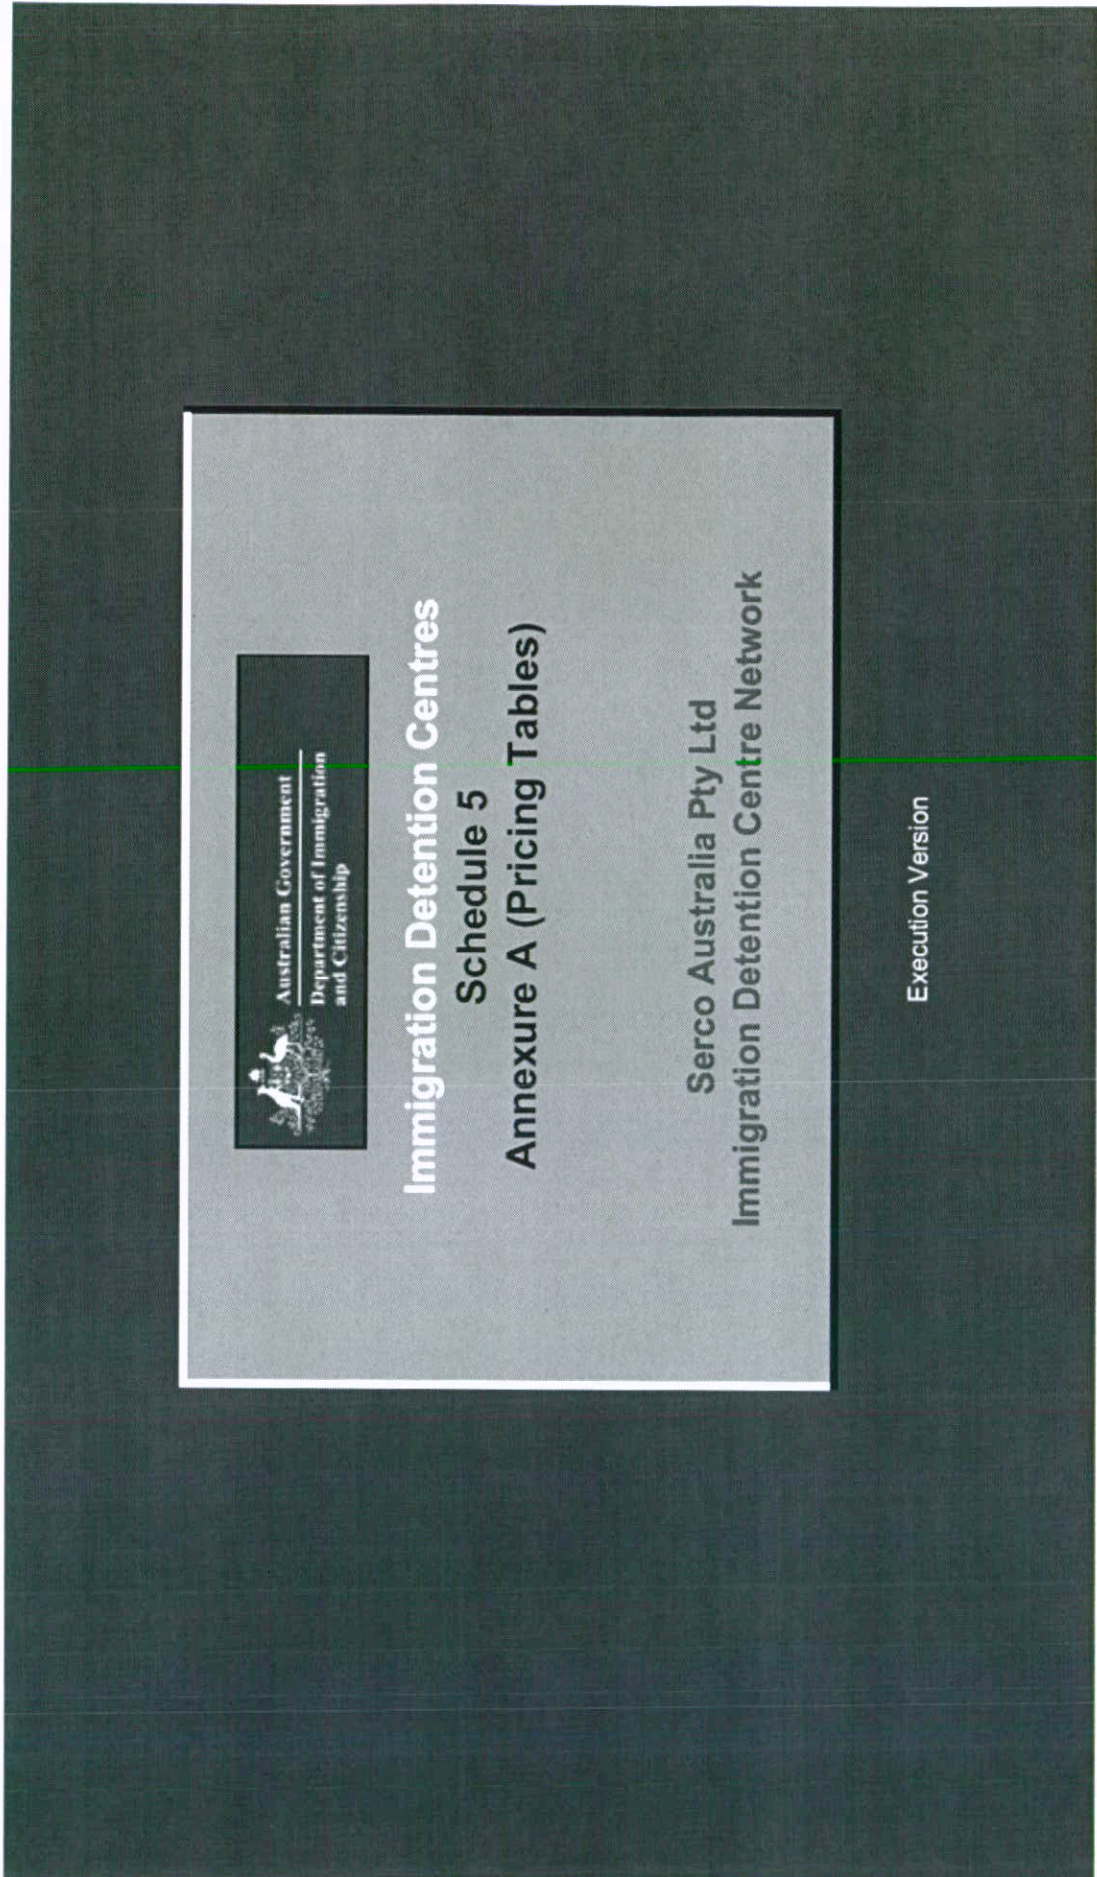 Australian Government
Department of Immigration
and Citizenship
Immigration Detention Centres
Schedule 5
Annexure A (Pricing Tables)
Serco Australia Pty Ltd
Immigration Detention Centre Network
Execution Version